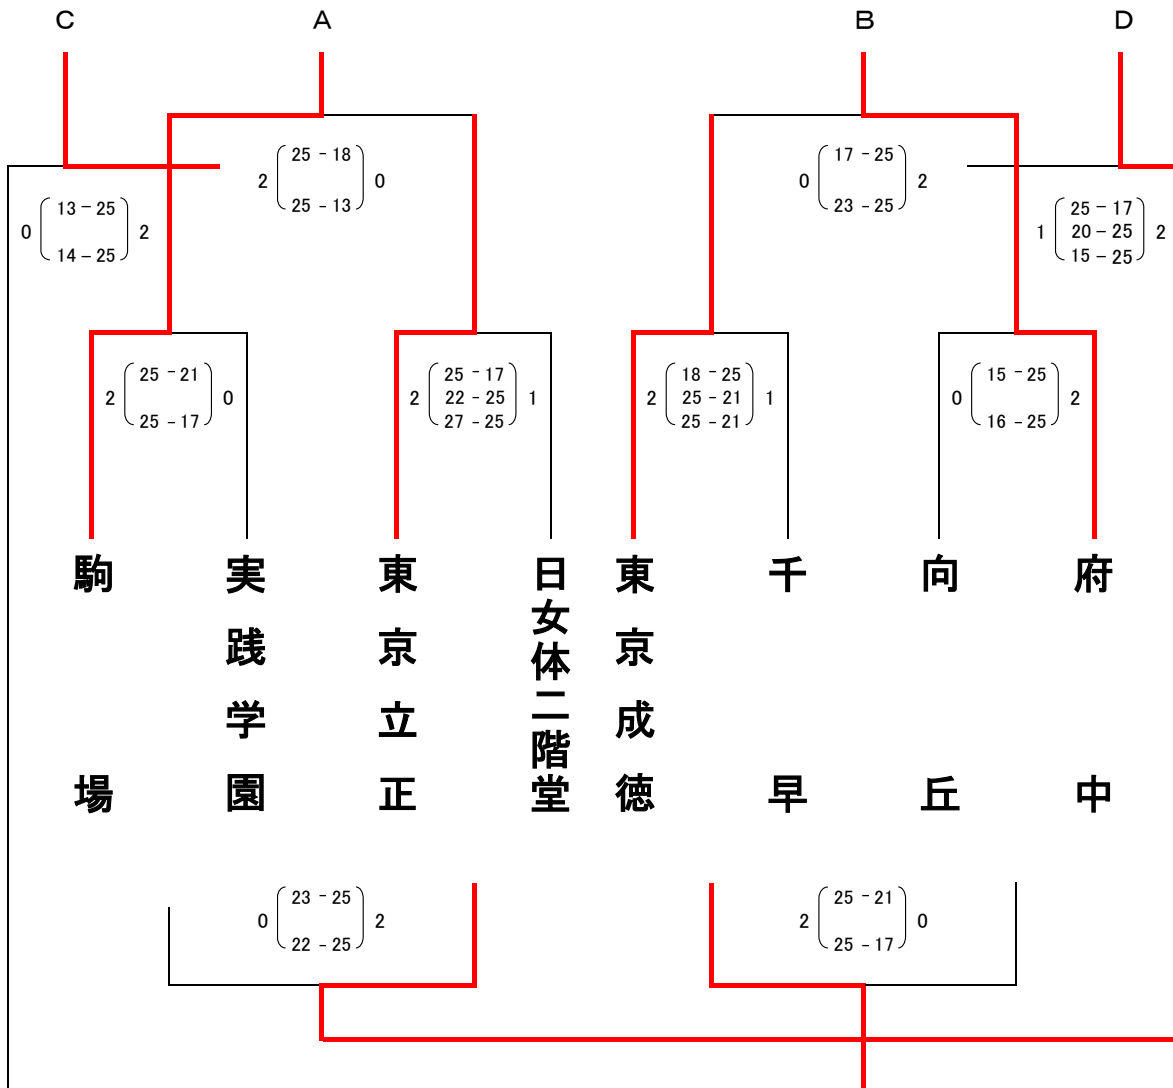 C A B D
25 - 18 17 - 25
2 0 0 2
25 - 13 23 - 25
13 - 25 25 - 17
0 2 1 20 - 25 2
14 - 25 15 - 25
25 - 21 25 - 17 18 - 25 15 - 25
2 0 2 22 - 25 1 2 25 - 21 1 0 2
25 - 17 27 - 25 25 - 21 16 - 25
駒場
実践学園
東京立正
日女体二階堂
東京成徳
千早
向丘
府中
23 - 25 25 - 21
0 2 2 0
22 - 25 25 - 17